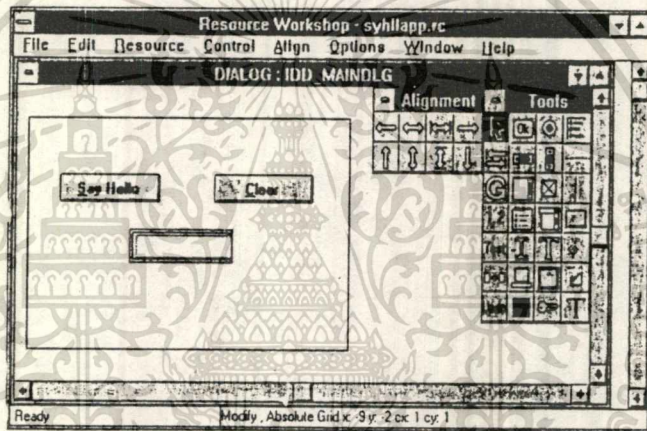 Resource Workshop - syhllapp.rc
File Edit Resource Control Align Options Window Help
DIALOG : IDD_MAINDLG
Alignment
Tools
Ok
Say Hello
Clear
Ready
Modify , Absolute Grid x: -9 y: -2 cx: 1 cy: 1